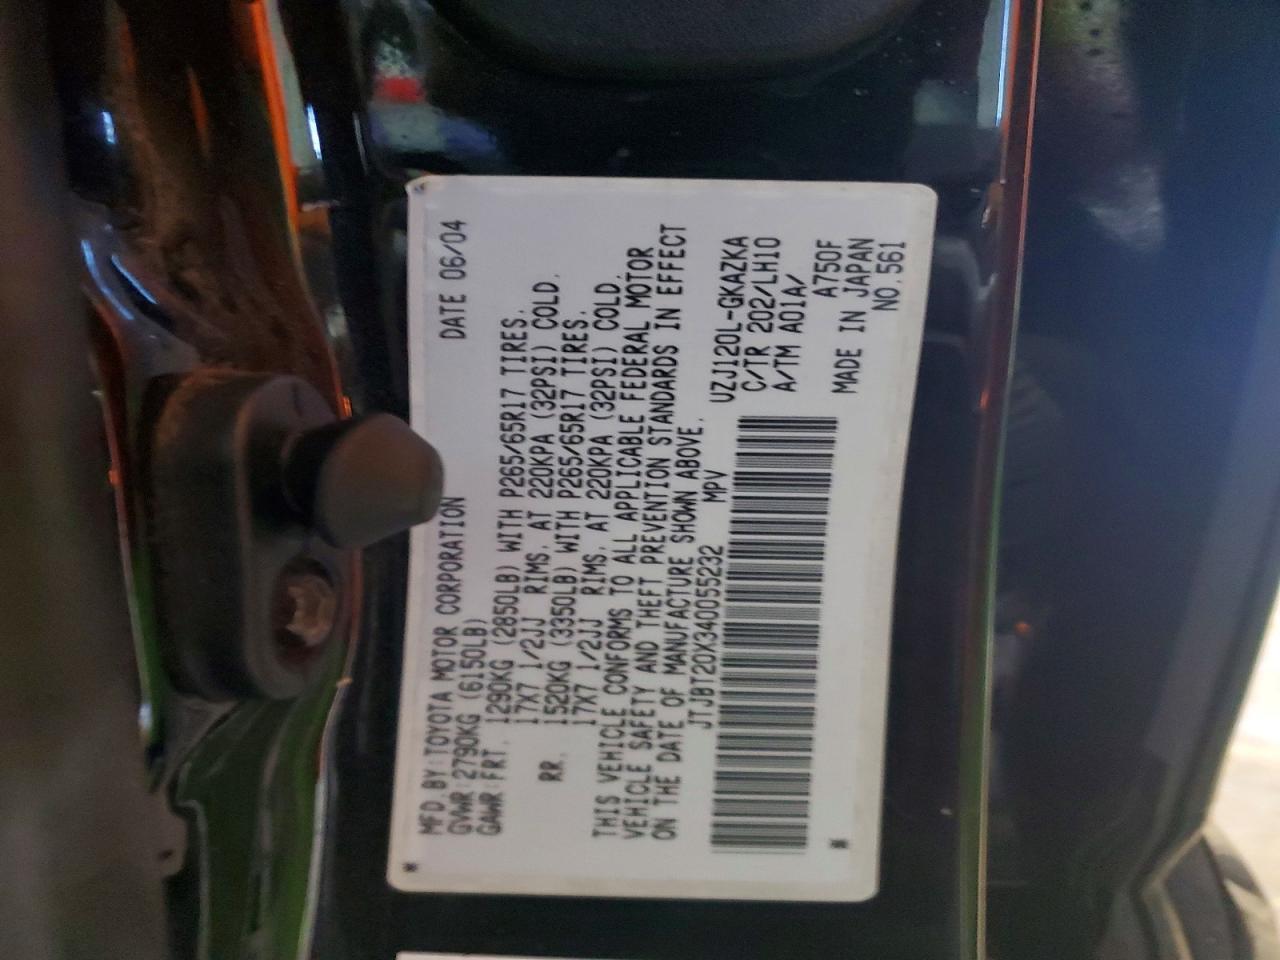 MFD BY:TOYOTA MOTOR CORPORATION DATE 06/04
GVWR:2790KG (6150LB)
GAWR:FRT. 1290KG (2850LB) WITH P265/65R17 TIRES,
17X7 1/2JJ RIMS, AT 220KPA (32PSI) COLD.
RR. 1520KG (3350LB) WITH P265/65R17 TIRES,
17X7 1/2JJ RIMS, AT 220KPA (32PSI) COLD.
THIS VEHICLE CONFORMS TO ALL APPLICABLE FEDERAL MOTOR
VEHICLE SAFETY AND THEFT PREVENTION STANDARDS IN EFFECT
ON THE DATE OF MANUFACTURE SHOWN ABOVE.
JTJBT20X340055232 MPV
UZJ120L-GKAZKA
C/TR 202/LH10
A/TM A01A/
A750F
MADE IN JAPAN
NO.561